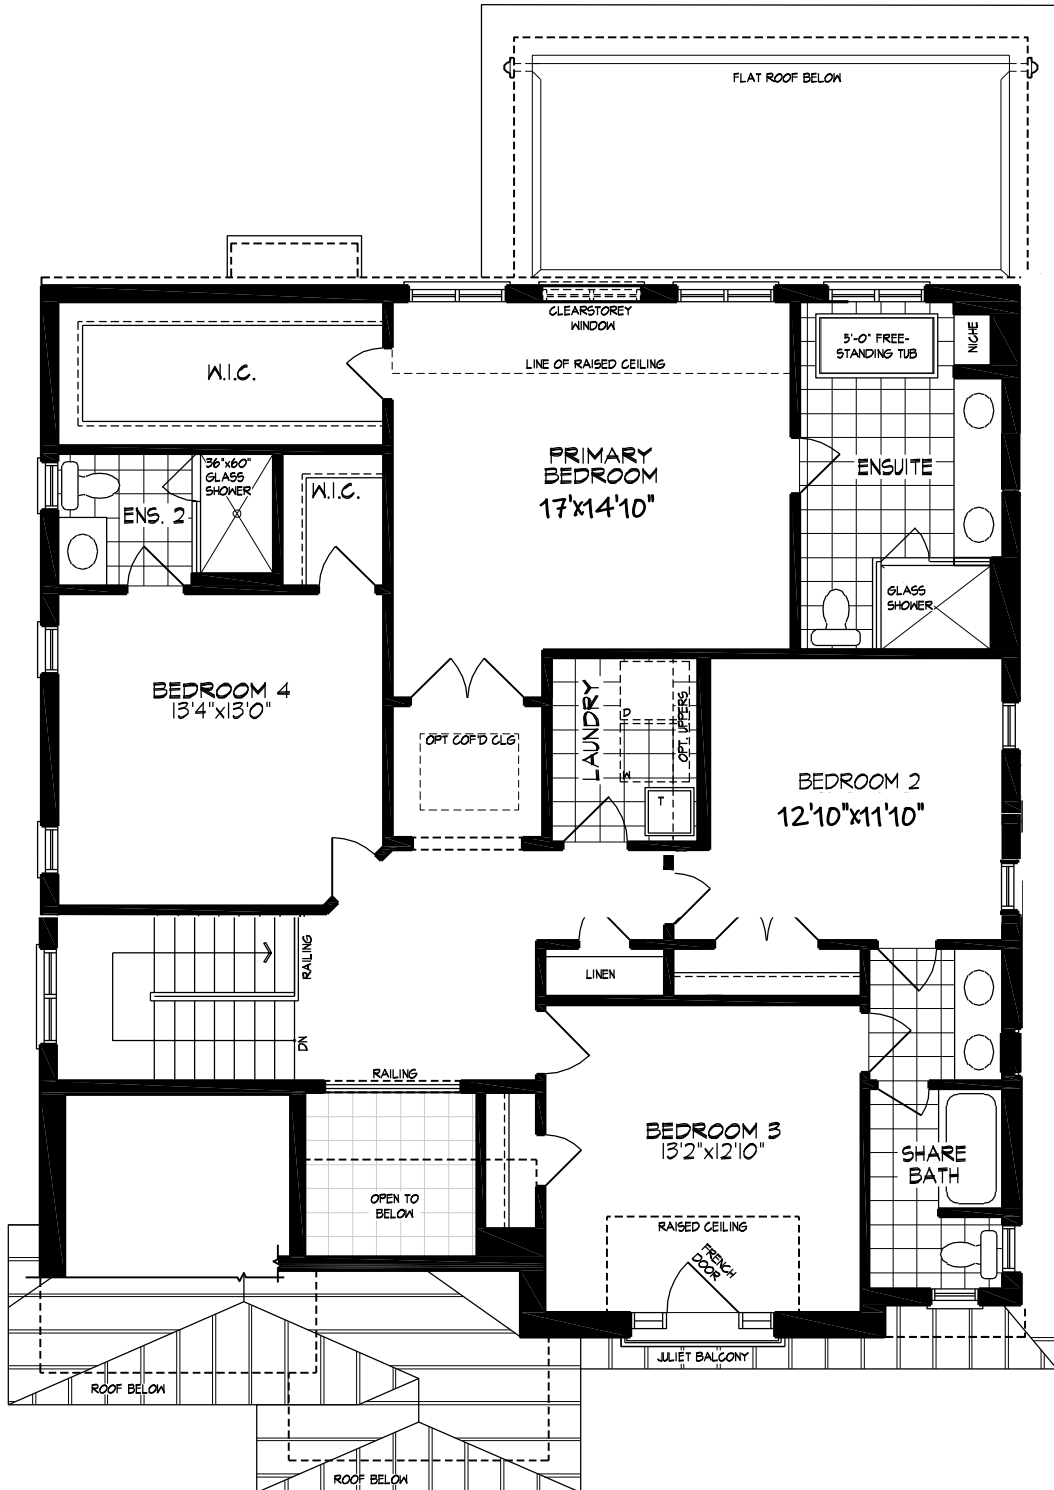 FLAT ROOF BELOW
CLEARSTOREY
WINDOW
5'-0" FREE-
STANDING TUB
NICHE
LINE OF RAISED CEILING
W.I.C.
PRIMARY
BEDROOM
17'x14'10"
ENSUITE
36"x60"
GLASS
SHOWER
W.I.C.
ENS. 2
GLASS
SHOWER
BEDROOM 4
13'4"x13'0"
LAUNDRY
D
W
OPT. UPPERS
T
OPT COF'D CLG
BEDROOM 2
12'10"x11'10"
RAILING
DN
LINEN
RAILING
BEDROOM 3
13'2"x12'10"
SHARE
BATH
OPEN TO
BELOW
RAISED CEILING
FRENCH
DOOR
JULIET BALCONY
ROOF BELOW
ROOF BELOW